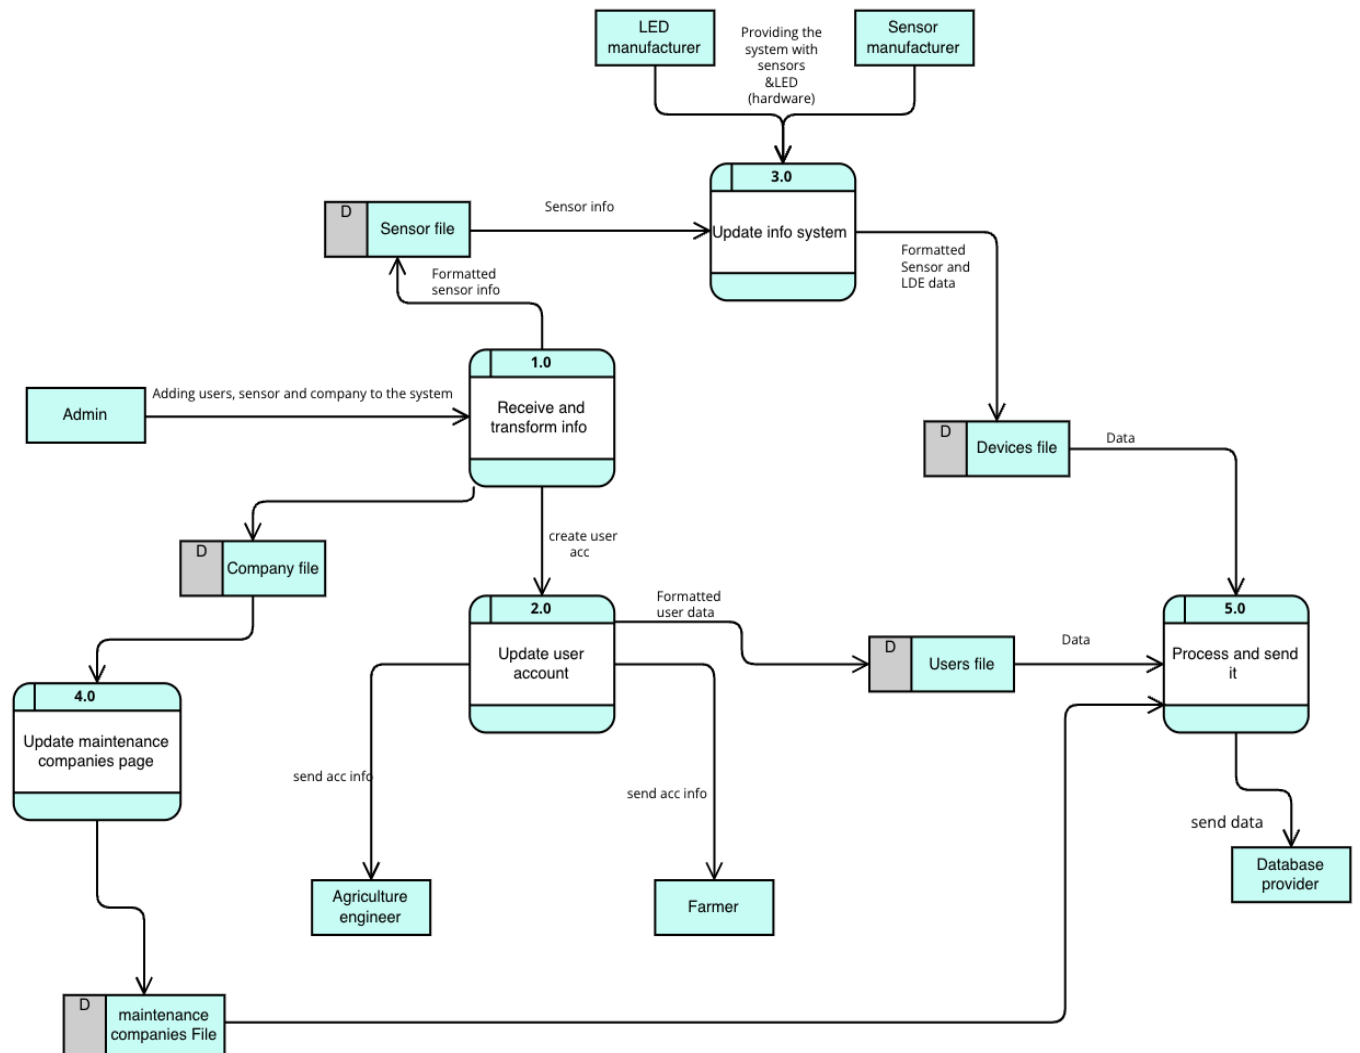 LED
manufacturer
Providing the
system with
sensors
&LED
(hardware)
Sensor
manufacturer
3.0
Update info system
D
Sensor file
Sensor info
Formatted
sensor info
Formatted
Sensor and
LDE data
1.0
Receive and
transform info
Admin
Adding users, sensor and company to the system
D
Devices file
Data
D
Company file
create user
acc
2.0
Update user
account
Formatted
user data
D
Users file
Data
5.0
Process and send
it
4.0
Update maintenance
companies page
send acc info
send acc info
send data
Agriculture
engineer
Farmer
Database
provider
D
maintenance
companies File